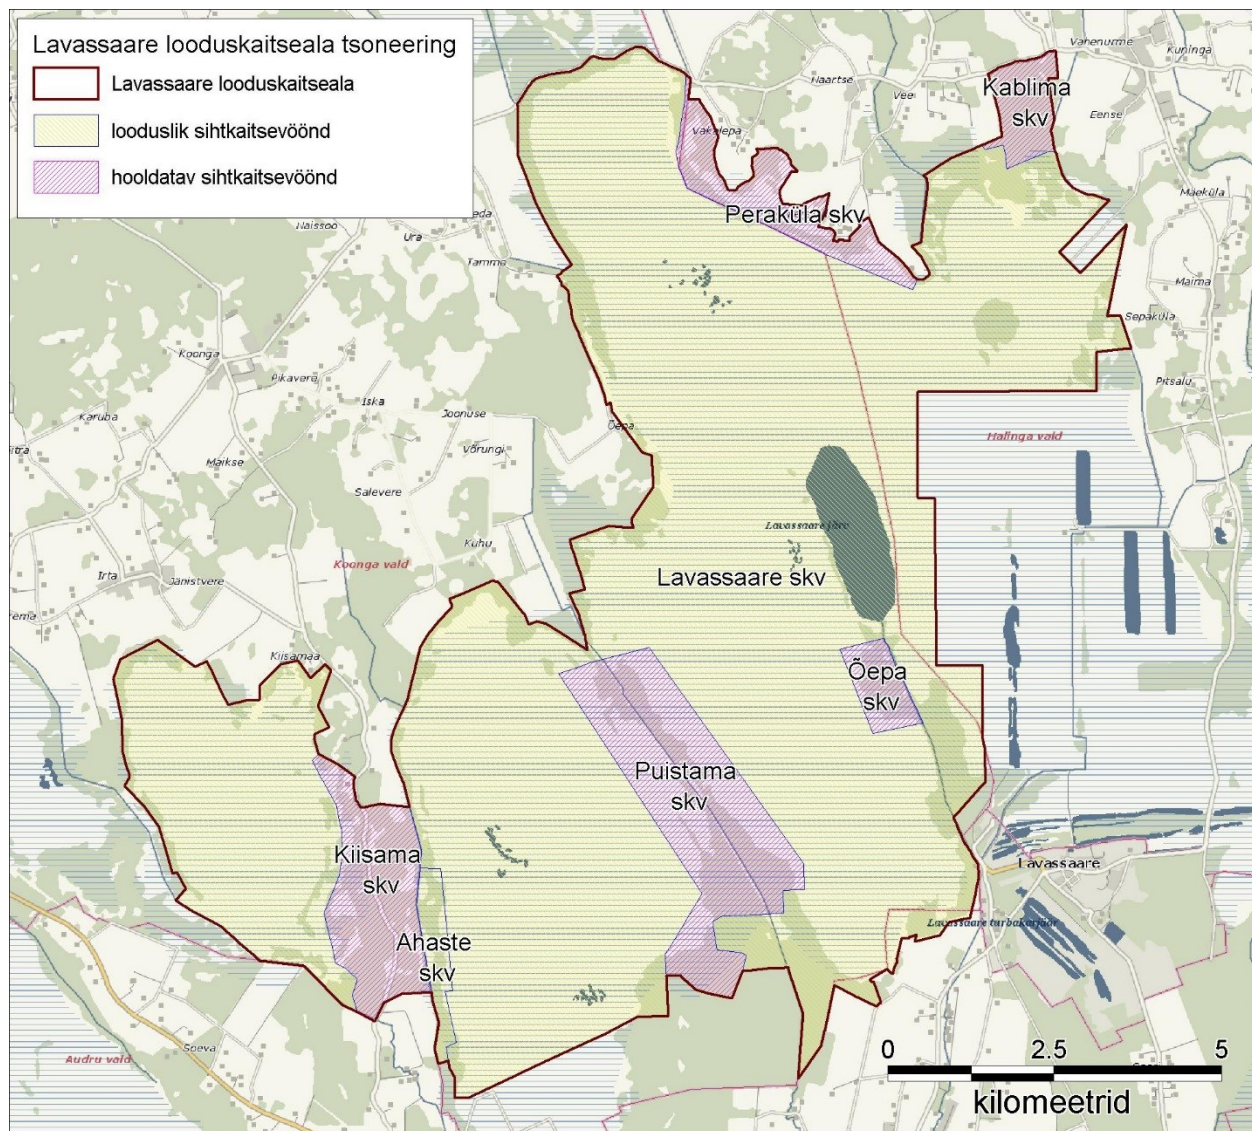 Lavassaare looduskaitseala tsoneering
Lavassaare looduskaitseala
looduslik sihtkaitsevöönd
hooldatav sihtkaitsevöönd
Vahenurme
Kuninga
Naartse
Vee
Kablima
skv
Eense
Vakalepa
Maeküla
Peraküla skv
Naissoo
Ura
Tamme
Maima
Sepaküla
Koonga
Pikavere
Iska
Joonuse
Karuba
Õepa
Pitsalu
Võrungi
Maikse
Halinga vald
Salevere
Lavassaare järv
Kuhu
Koonga vald
Irta
Jänistvere
Lavassaare skv
Kiisamaa
Õepa
skv
Puistama
skv
Kiisama
skv
Lavassaare
Lavassaare turbakarjäär
Ahaste
skv
Soeva
Audru vald
0 2.5 5
kilomeetrid